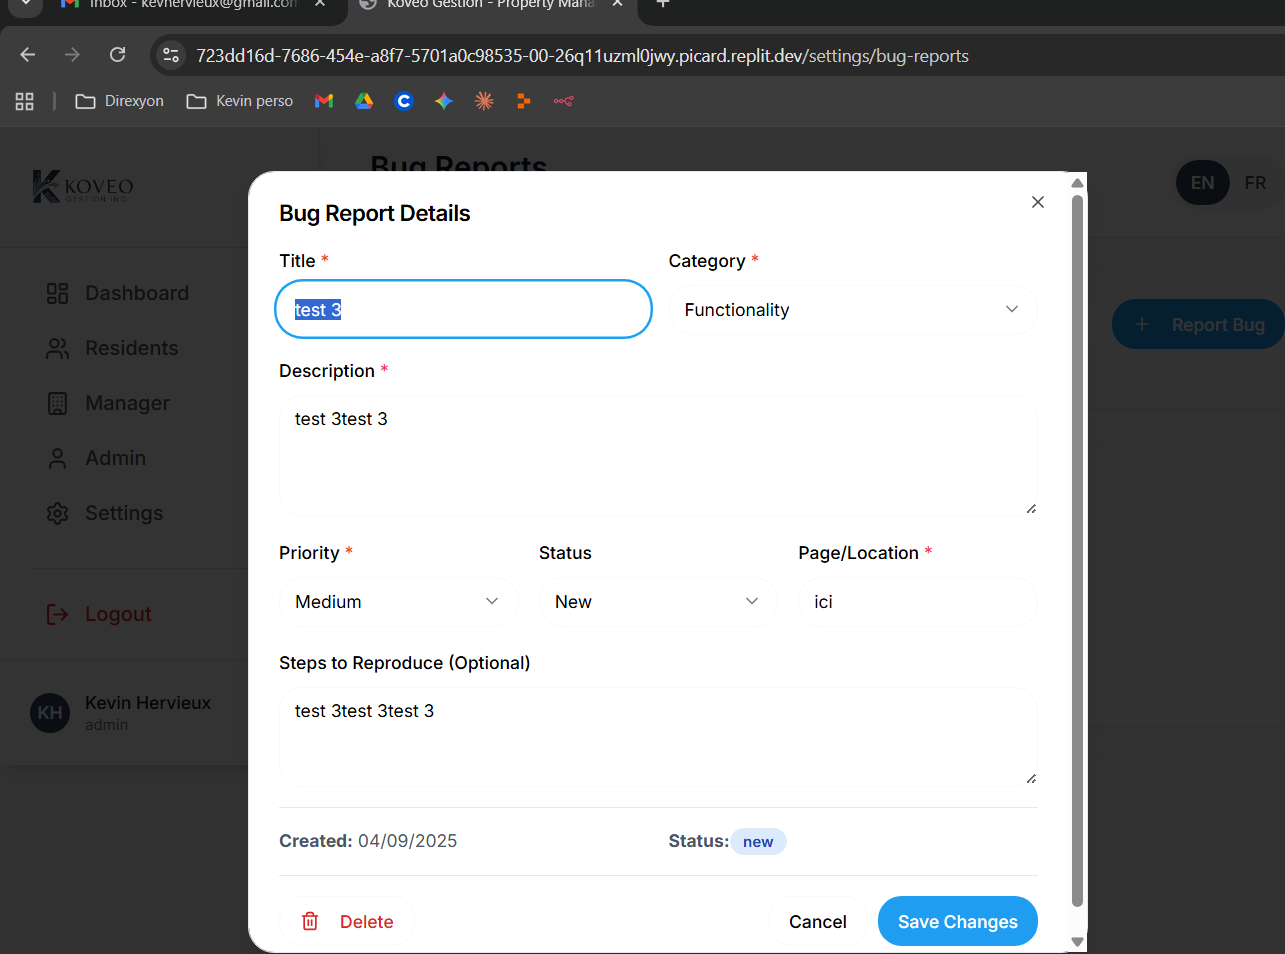 Inbox - kevhervieux@gmail.com
Koveo Gestion - Property Mana
723dd16d-7686-454e-a8f7-5701a0c98535-00-26q11uzml0jwy.picard.replit.dev/settings/bug-reports
Direxyon
Kevin perso
KOVEO
GESTION INC
Bug Reports
EN
FR
Dashboard
Residents
Manager
Admin
Settings
Logout
KH
Kevin Hervieux
admin
Report Bug
Bug Report Details
Title *
Category *
test 3
Functionality
Description *
test 3test 3
Priority *
Status
Page/Location *
Medium
New
ici
Steps to Reproduce (Optional)
test 3test 3test 3
Created: 04/09/2025
Status: new
Delete
Cancel
Save Changes